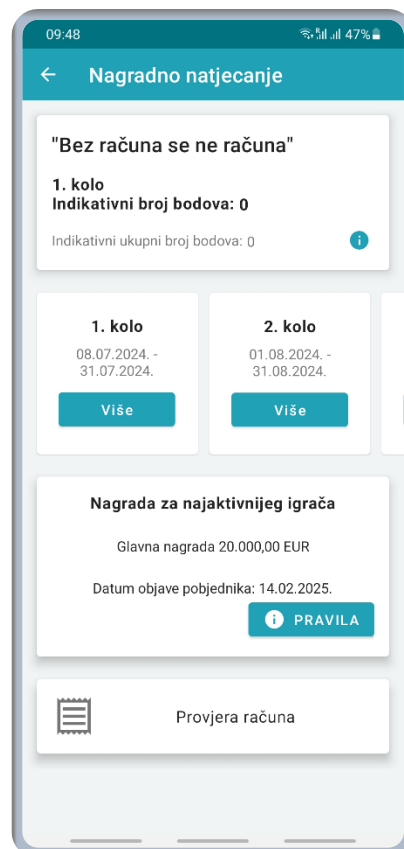 09:48
47%
Nagradno natjecanje
"Bez računa se ne računa"
1. kolo
Indikativni broj bodova: 0
Indikativni ukupni broj bodova: 0
1. kolo
08.07.2024. -
31.07.2024.
Više
2. kolo
01.08.2024. -
31.08.2024.
Više
Nagrada za najaktivnijeg igrača
Glavna nagrada 20.000,00 EUR
Datum objave pobjednika: 14.02.2025.
PRAVILA
Provjera računa